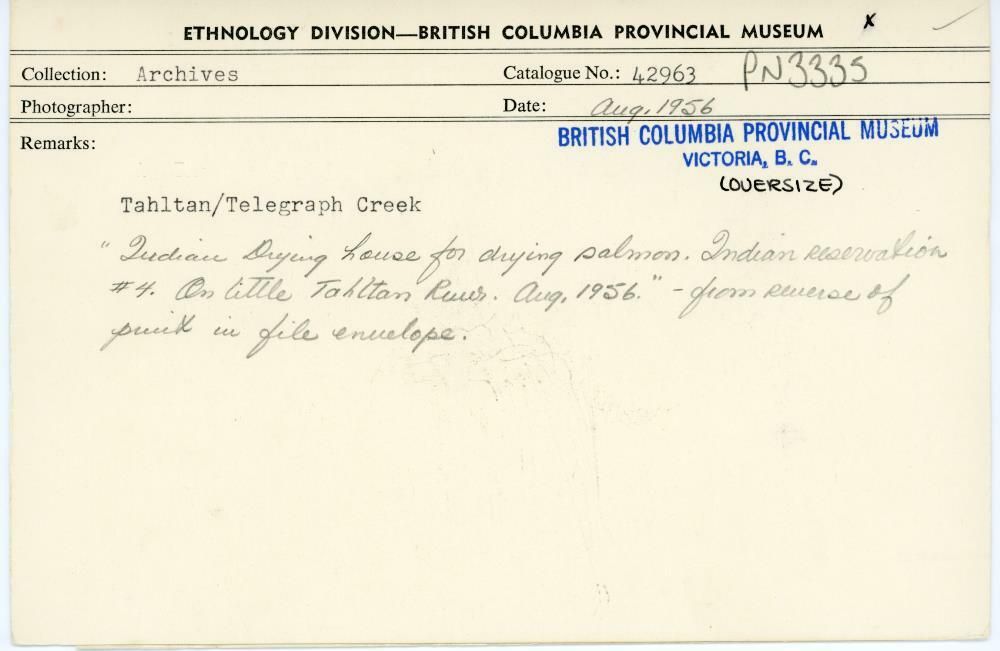 ETHNOLOGY DIVISION—BRITISH COLUMBIA PROVINCIAL MUSEUM x
Collection: Archives Catalogue No.: 42963 PN3335
Photographer: Date: Aug. 1956
Remarks:
BRITISH COLUMBIA PROVINCIAL MUSEUM
VICTORIA, B. C.
(OVERSIZE)
Tahltan/Telegraph Creek
"Indian Drying house for drying salmon. Indian reservation
#4. On little Tahltan River. Aug, 1956." - from reverse of
print in file envelope.